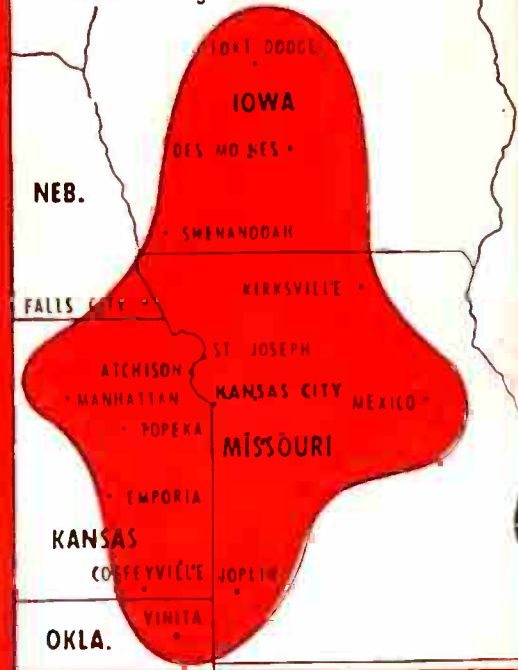 FORT DODGE
IOWA
DES MOINES
NEB.
SHENANDOAH
KIRKSVILLE
FALLS CITY
ST. JOSEPH
ATCHISON
KANSAS CITY
MANHATTAN
MEXICO
TOPEKA
MISSOURI
EMPORIA
KANSAS
COFFEYVILLE
JOPLIN
VINITA
OKLA.